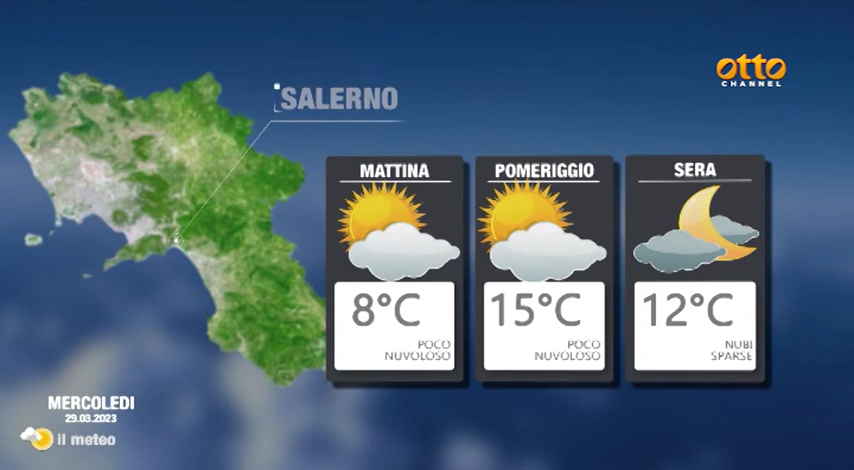 otto
CHANNEL
SALERNO
MATTINA
8°C
POCO
NUVOLOSO
POMERIGGIO
15°C
POCO
NUVOLOSO
SERA
12°C
NUBI
SPARSE
MERCOLEDI
29.03.2023
il meteo